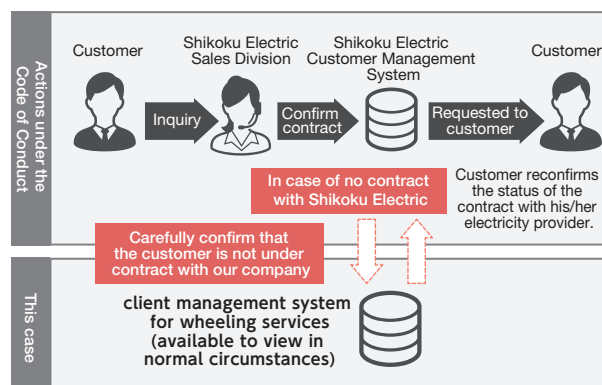 Actions under the
Code of Conduct
Customer
Shikoku Electric
Sales Division
Shikoku Electric
Customer Management
System
Customer
Inquiry
Confirm
contract
Requested to
customer
In case of no contract
with Shikoku Electric
Customer reconfirms
the status of the
contract with his/her
electricity provider.
Carefully confirm that
the customer is not under
contract with our company
This case
client management system
for wheeling services
(available to view in
normal circumstances)